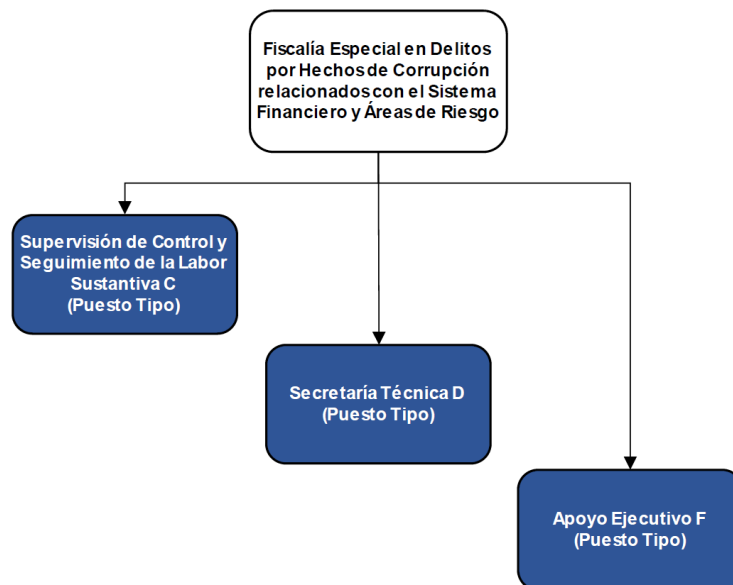 Fiscalía Especial en Delitos
por Hechos de Corrupción
relacionados con el Sistema
Financiero y Áreas de Riesgo
Supervisión de Control y
Seguimiento de la Labor
Sustantiva C
(Puesto Tipo)
Secretaría Técnica D
(Puesto Tipo)
Apoyo Ejecutivo F
(Puesto Tipo)